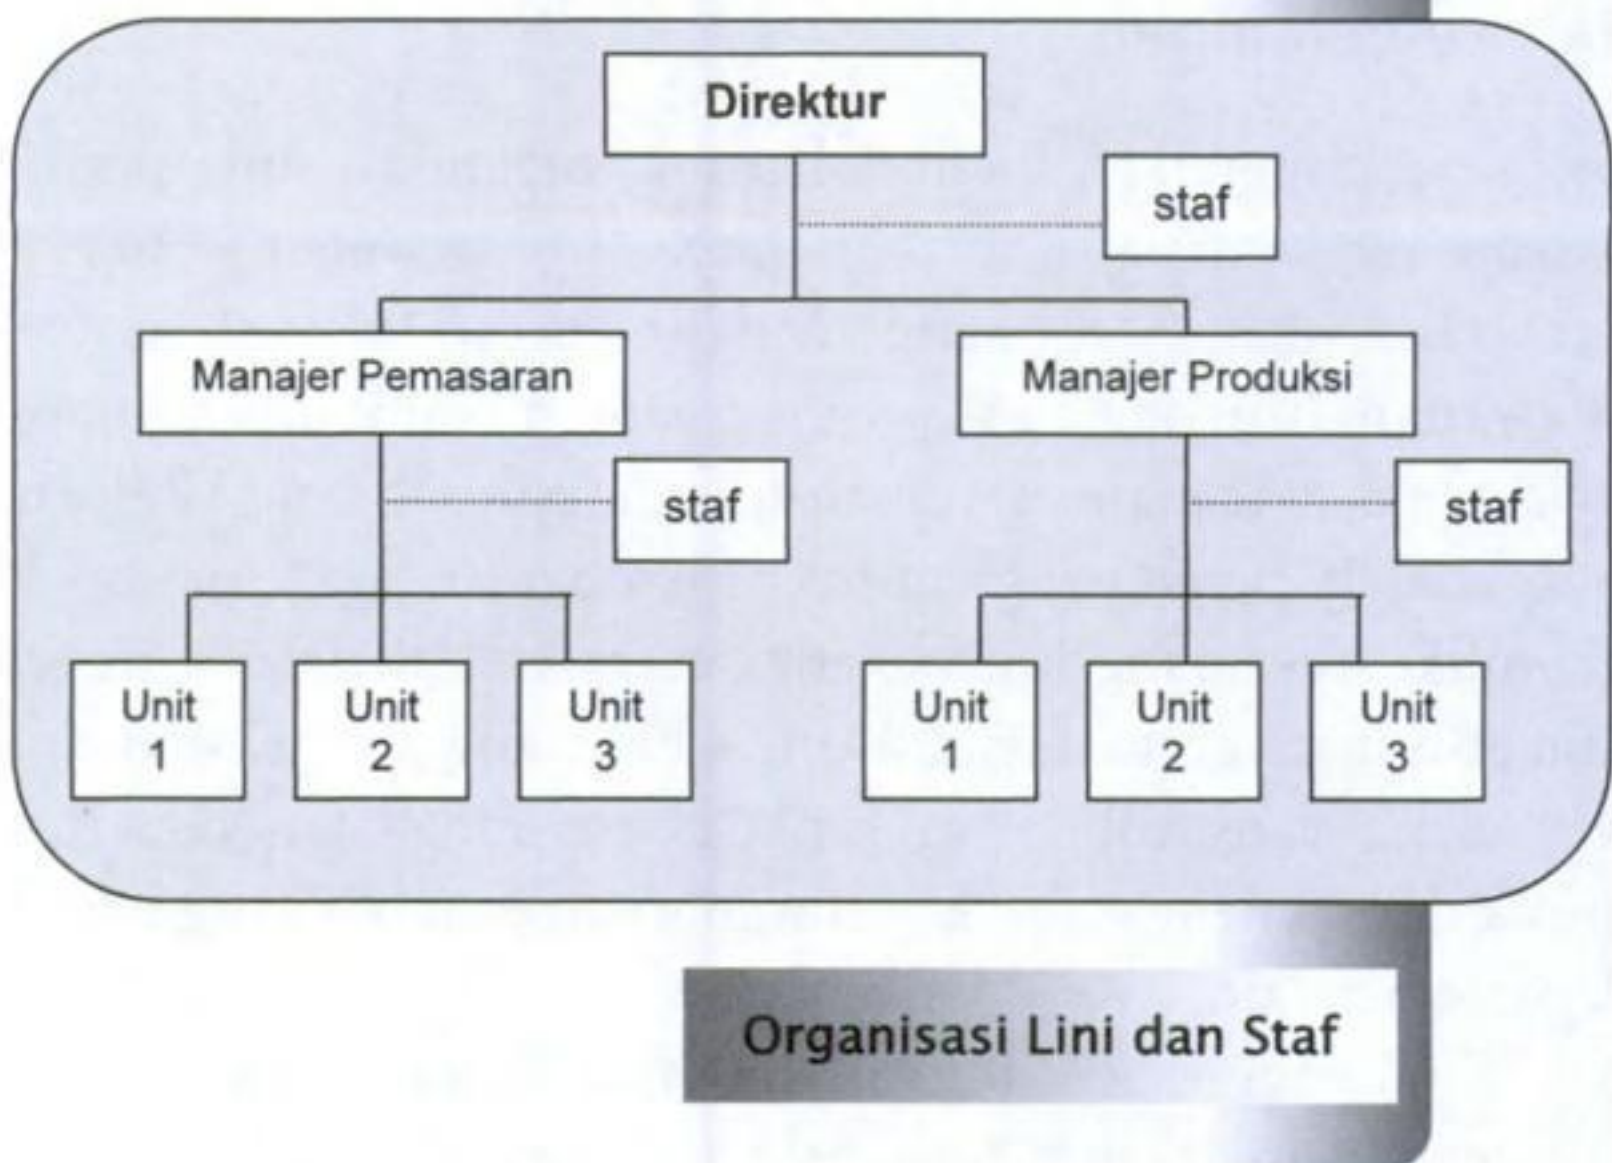 Direktur
staf
Manajer Pemasaran
Manajer Produksi
staf
staf
Unit
1
Unit
2
Unit
3
Unit
1
Unit
2
Unit
3
Organisasi Lini dan Staf